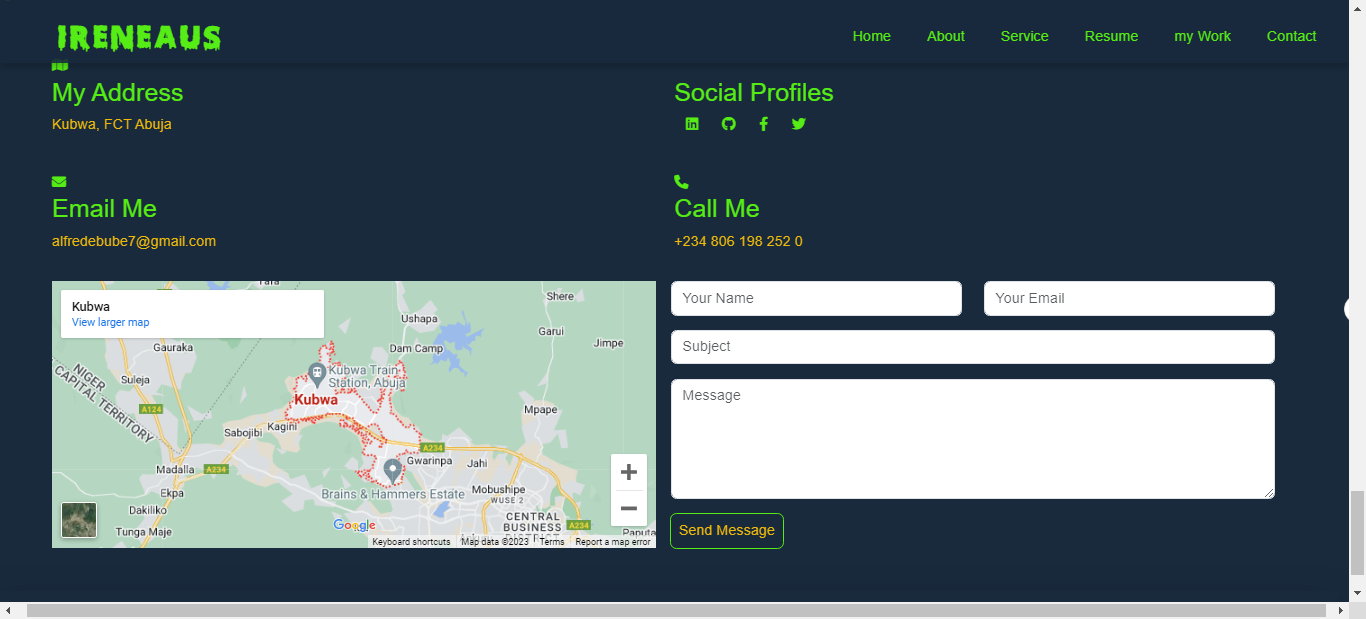 IRENEAUS
Home
About
Service
Resume
my Work
Contact
My Address
Kubwa, FCT Abuja
Social Profiles
Email Me
alfredebube7@gmail.com
Call Me
+234 806 198 252 0
Kubwa
View larger map
Shere
Ushapa
Garui
Jimpe
Gauraka
Dam Camp
NIGER
CAPITAL TERRITORY
Suleja
Kubwa Train
Station, Abuja
Kubwa
A124
Mpape
Kagini
Sabojibi
A234
Gwarinpa
Jahi
Madalla
A234
Ekpa
Brains & Hammers Estate
Mobushipe
WUSE 2
Dakiliko
CENTRAL
BUSINESS
DISTRICT
A234
Tunga Maje
Google
Keyboard shortcuts
Map data ©2023
Terms
Report a map error
Your Name
Your Email
Subject
Message
Send Message